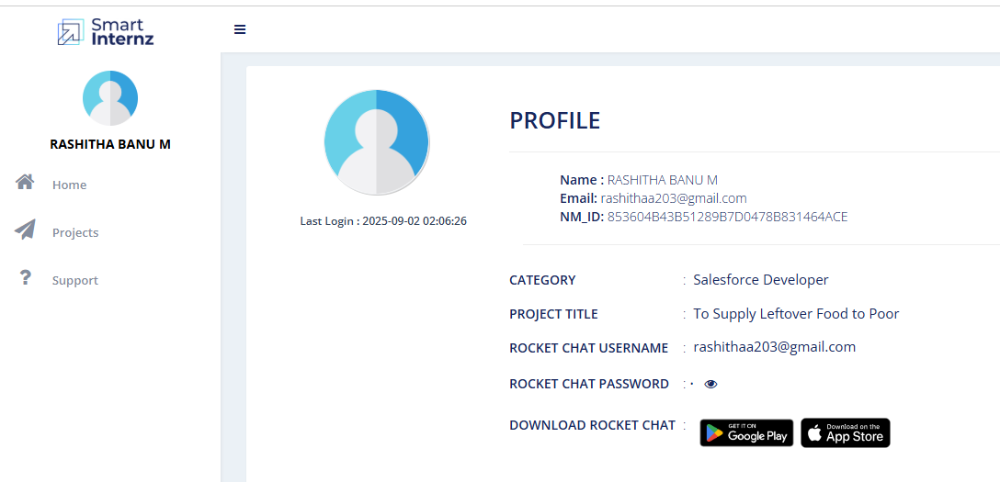 Smart
Internz
RASHITHA BANU M
Home
Projects
Support
Last Login : 2025-09-02 02:06:26
PROFILE
Name : RASHITHA BANU M
Email: rashithaa203@gmail.com
NM_ID: 853604B43B51289B7D0478B831464ACE
CATEGORY : Salesforce Developer
PROJECT TITLE : To Supply Leftover Food to Poor
ROCKET CHAT USERNAME : rashithaa203@gmail.com
ROCKET CHAT PASSWORD : ·
DOWNLOAD ROCKET CHAT :
GET IT ON
Google Play
Download on the
App Store